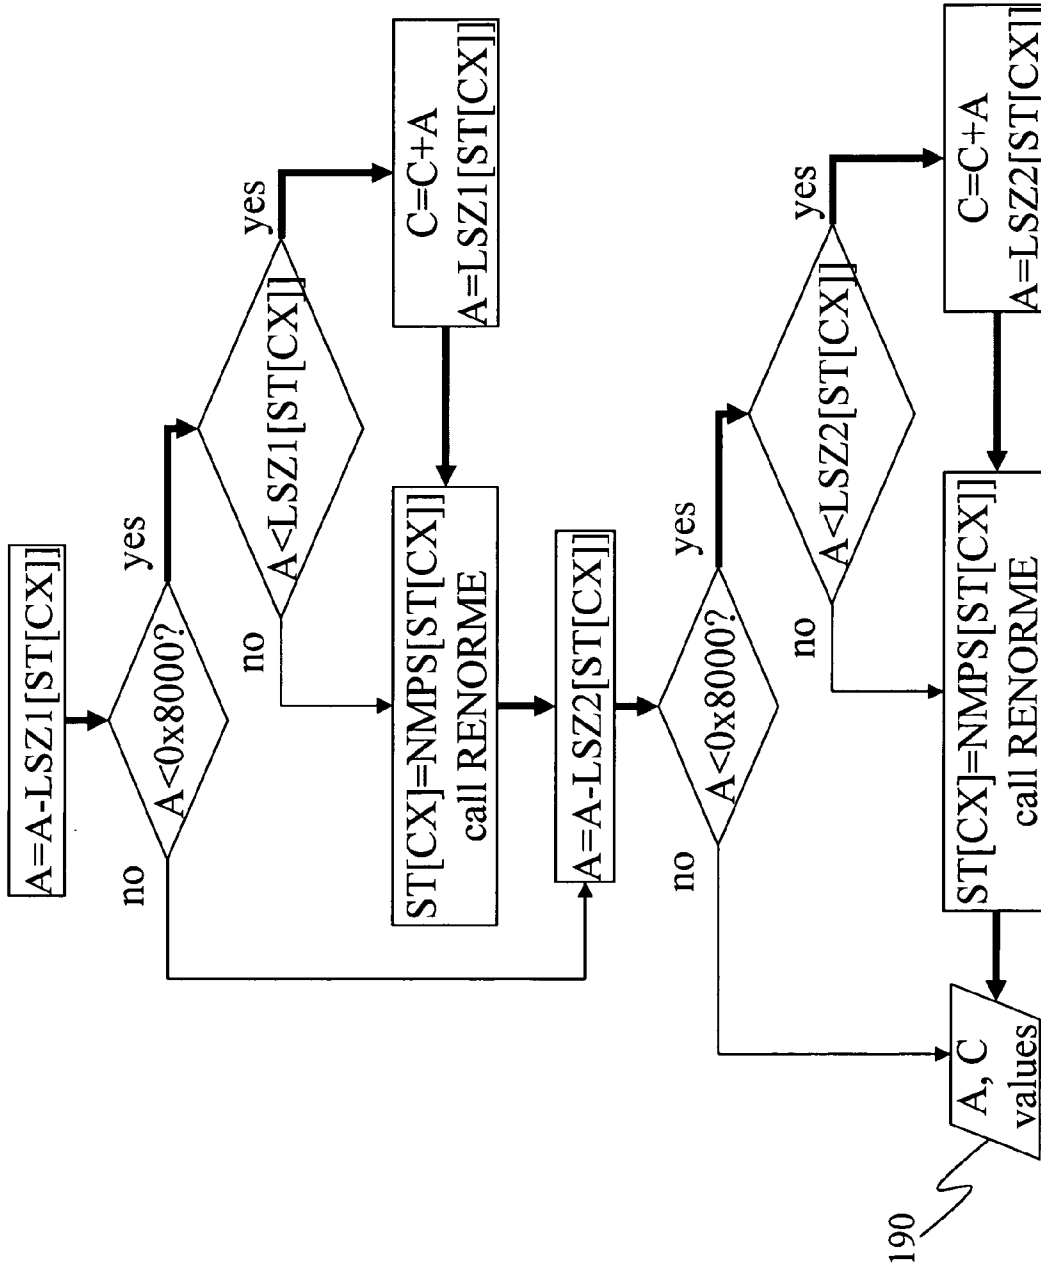 A=A-LSZ1[ST[CX]]
A<0x8000?
yes
no
A<LSZ1[ST[CX]]
yes
no
C=C+A
A=LSZ1[ST[CX]]
ST[CX]=NMPS[ST[CX]]
call RENORME
A=A-LSZ2[ST[CX]]
A<0x8000?
yes
no
A<LSZ2[ST[CX]]
yes
no
C=C+A
A=LSZ2[ST[CX]]
ST[CX]=NMPS[ST[CX]]
call RENORME
A, C
values
190